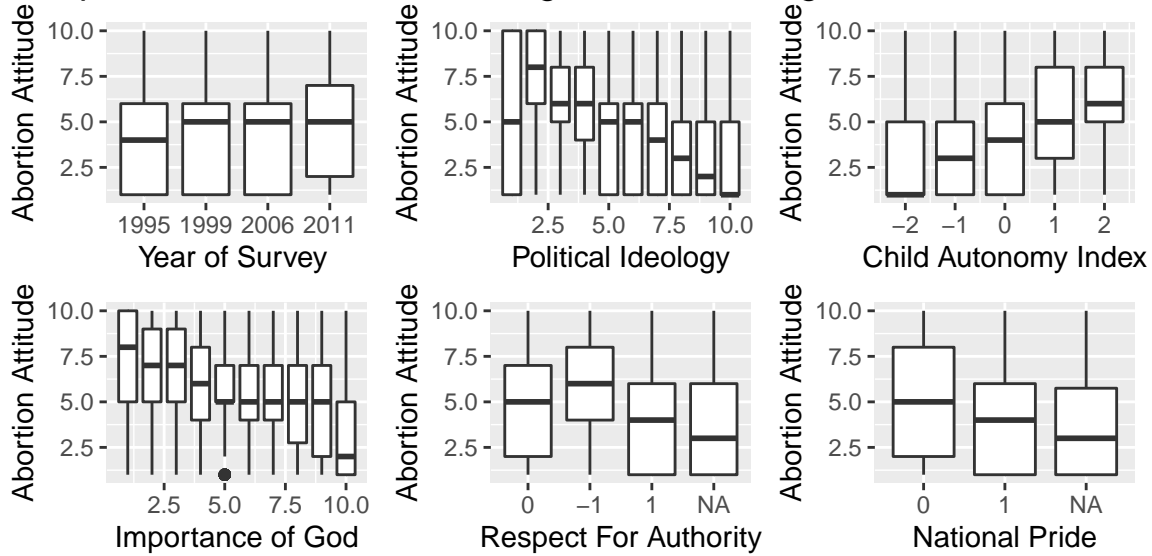 10.0
7.5
5.0
2.5
Abortion Attitude
1995 1999 2006 2011
Year of Survey
10.0
7.5
5.0
2.5
Abortion Attitude
2.5 5.0 7.5 10.0
Political Ideology
10.0
7.5
5.0
2.5
Abortion Attitude
−2 −1 0 1 2
Child Autonomy Index
10.0
7.5
5.0
2.5
Abortion Attitude
2.5 5.0 7.5 10.0
Importance of God
10.0
7.5
5.0
2.5
Abortion Attitude
0 −1 1 NA
Respect For Authority
10.0
7.5
5.0
2.5
Abortion Attitude
0 1 NA
National Pride